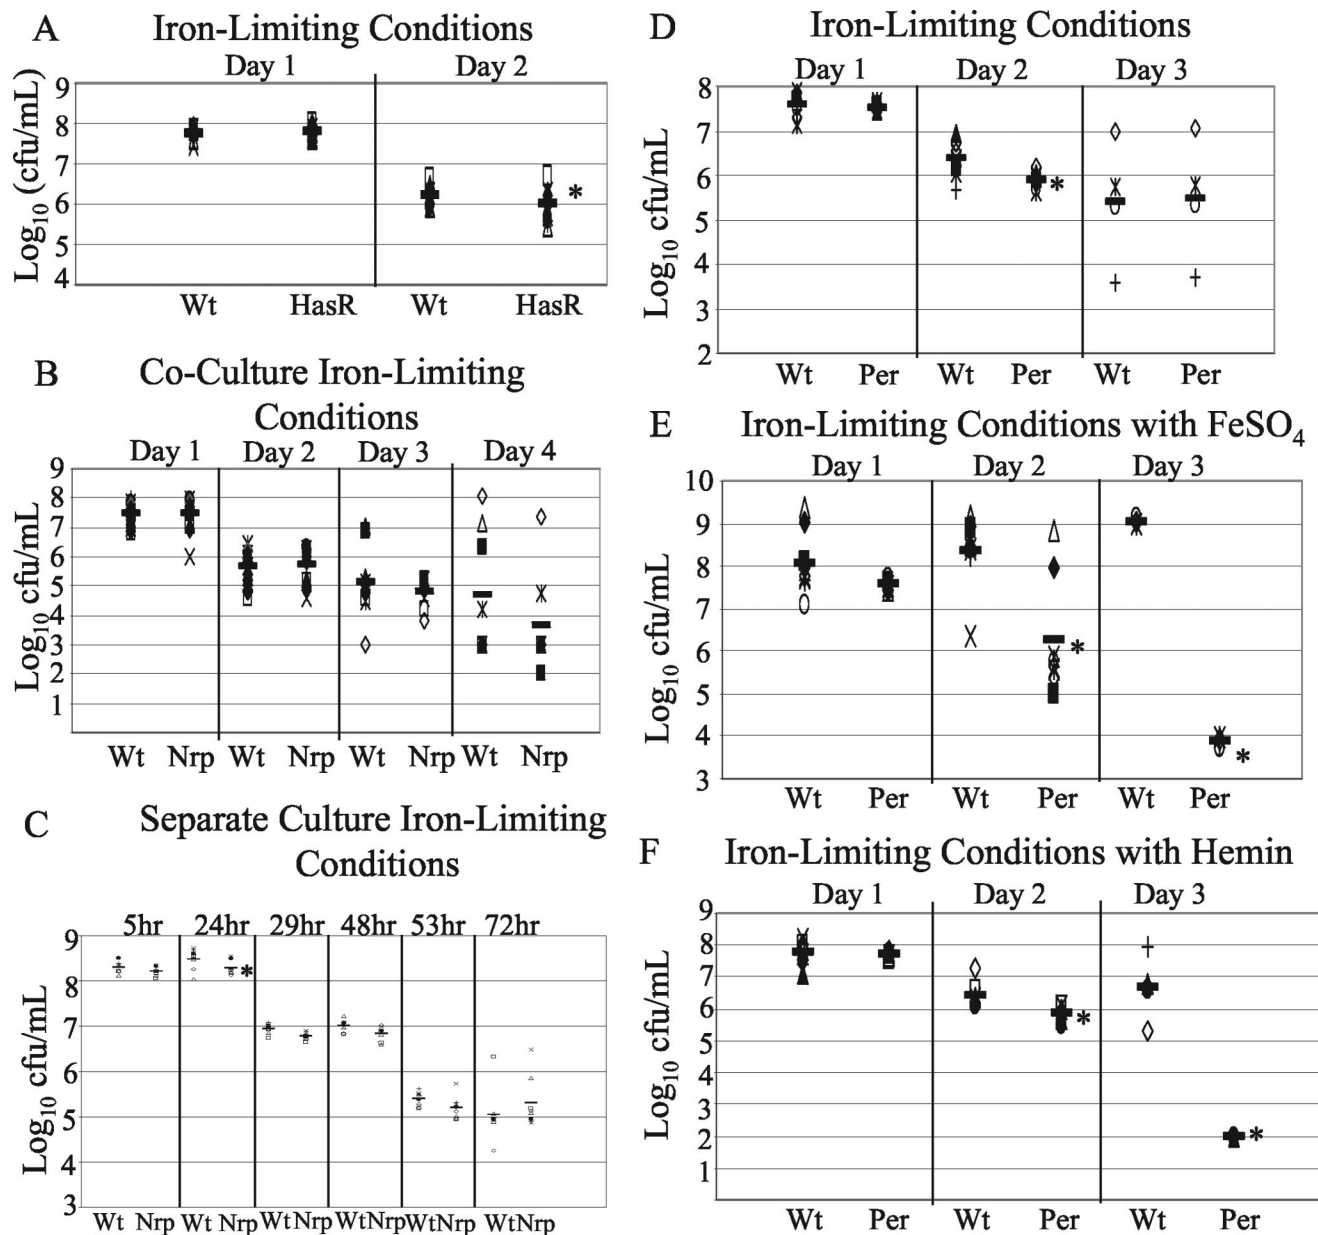 A Iron-Limiting Conditions
Day 1 Day 2
Log10 (cfu/mL)
9
8
7
6
5
4
*
Wt HasR Wt HasR
B Co-Culture Iron-Limiting
Conditions
Day 1 Day 2 Day 3 Day 4
Log10 cfu/mL
9
8
7
6
5
4
3
2
1
Wt Nrp Wt Nrp Wt Nrp Wt Nrp
C Separate Culture Iron-Limiting
Conditions
5hr 24hr 29hr 48hr 53hr 72hr
Log10 cfu/mL
9
8
7
6
5
4
3
*
Wt Nrp Wt Nrp Wt Nrp Wt Nrp Wt Nrp Wt Nrp
D Iron-Limiting Conditions
Day 1 Day 2 Day 3
Log10 cfu/mL
8
7
6
5
4
3
2
*
Wt Per Wt Per Wt Per
E Iron-Limiting Conditions with FeSO4
Day 1 Day 2 Day 3
Log10 cfu/mL
10
9
8
7
6
5
4
3
*
*
Wt Per Wt Per Wt Per
F Iron-Limiting Conditions with Hemin
Day 1 Day 2 Day 3
Log10 cfu/mL
9
8
7
6
5
4
3
2
1
*
*
Wt Per Wt Per Wt Per